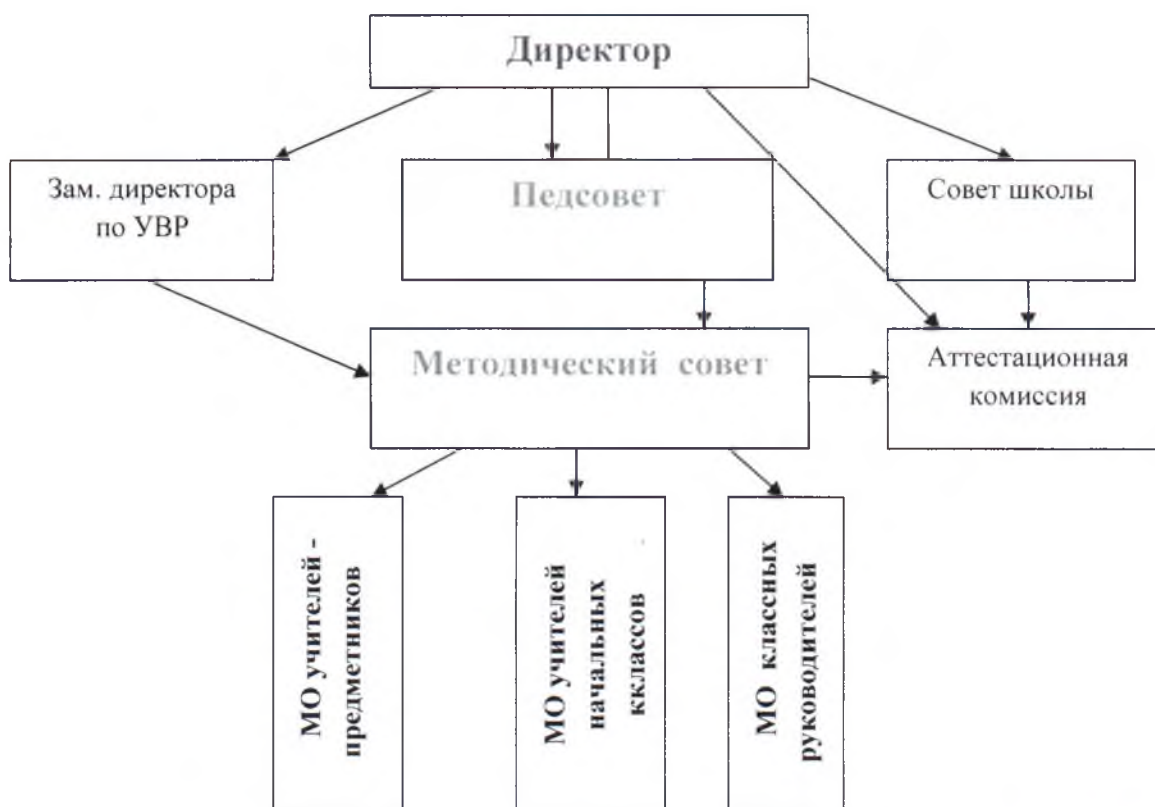 Директор
Зам. директора
по УВР
Педсовет
Совет школы
Методический совет
Аттестационная
комиссия
МО учителей -
предметников
МО учителей
начальных
кклассов
МО классных
руководителей